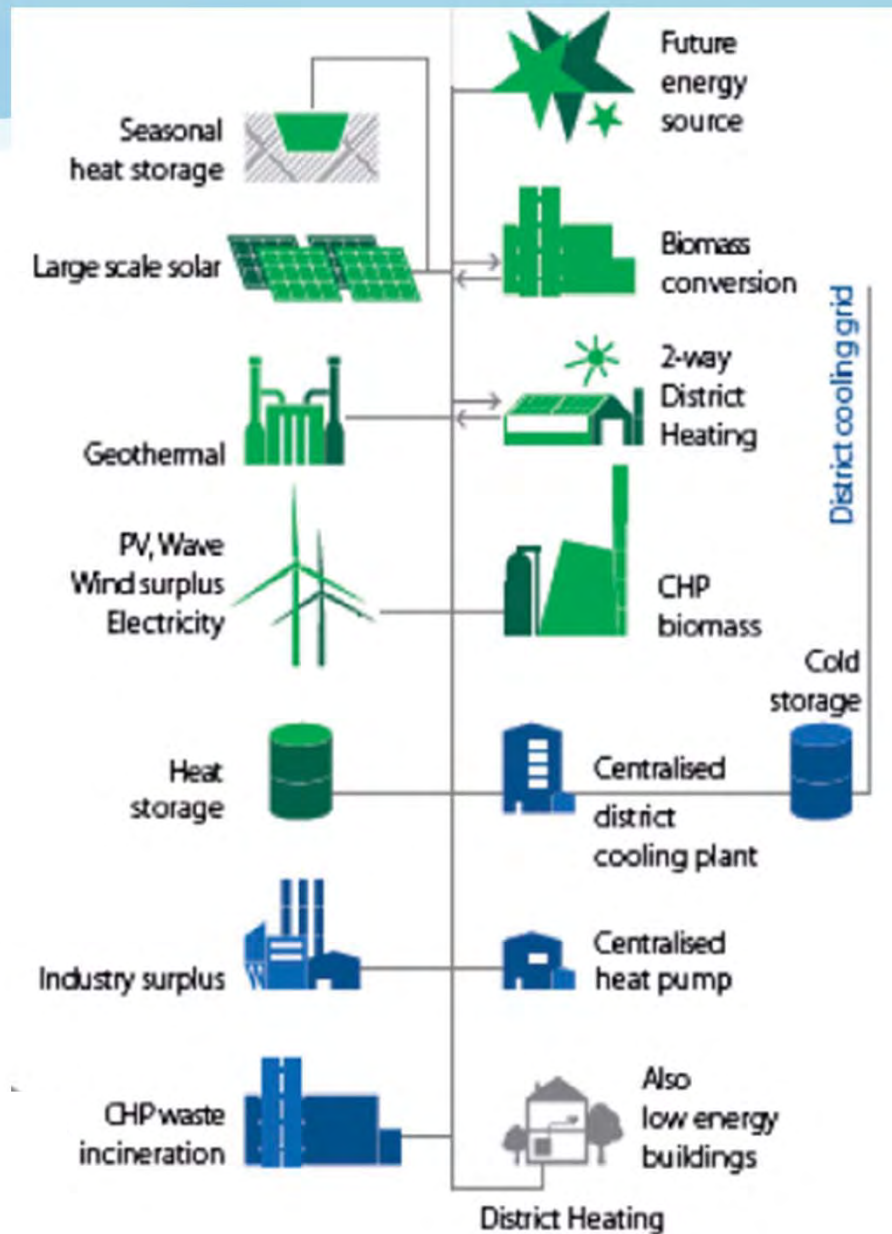 Future
energy
source
Seasonal
heat storage
Large scale solar
Biomass
conversion
District cooling grid
2-way
District
Heating
Geothermal
PV, Wave
Wind surplus
Electricity
CHP
biomass
Cold
storage
Heat
storage
Centralised
district
cooling plant
Industry surplus
Centralised
heat pump
CHP waste
incineration
Also
low energy
buildings
District Heating